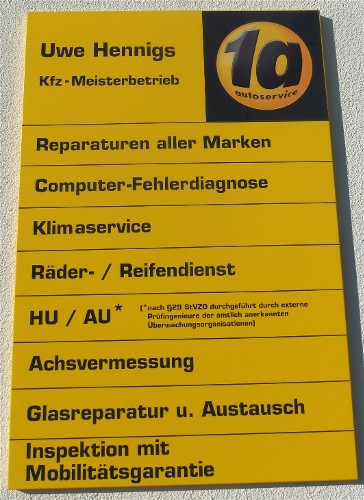 Uwe Hennigs
Kfz-Meisterbetrieb
1a
autoservice
Reparaturen aller Marken
Computer-Fehlerdiagnose
Klimaservice
Räder- / Reifendienst
HU / AU*
(*nach §29 StVZO durchgeführt durch externe
Prüfingenieure der amtlich anerkannten
Überwachungsorganisationen)
Achsvermessung
Glasreparatur u. Austausch
Inspektion mit
Mobilitätsgarantie